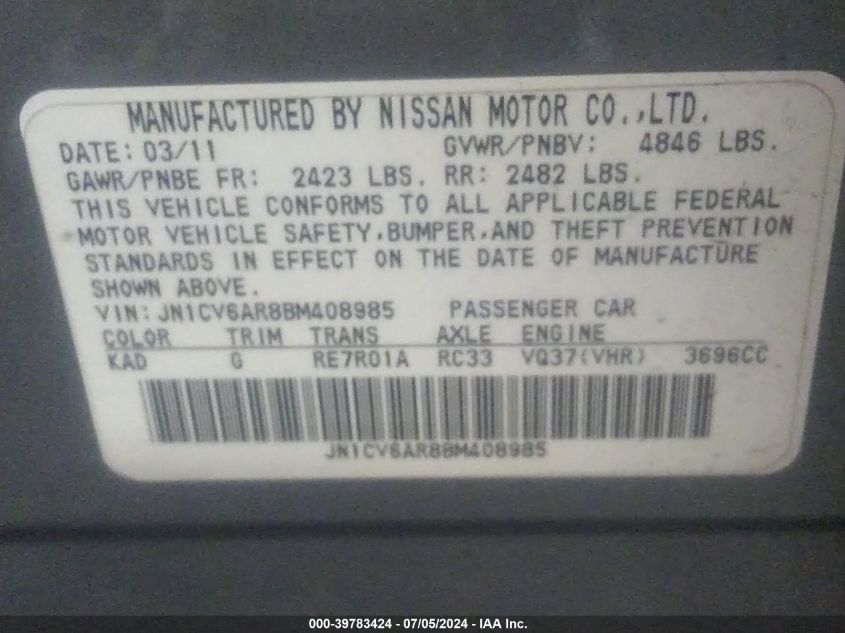 MANUFACTURED BY NISSAN MOTOR CO.,LTD.
DATE: 03/11 GVWR/PNBV: 4846 LBS.
GAWR/PNBE FR: 2423 LBS. RR: 2482 LBS.
THIS VEHICLE CONFORMS TO ALL APPLICABLE FEDERAL
MOTOR VEHICLE SAFETY,BUMPER,AND THEFT PREVENTION
STANDARDS IN EFFECT ON THE DATE OF MANUFACTURE
SHOWN ABOVE.
VIN: JN1CV6AR8BM408985 PASSENGER CAR
COLOR TRIM TRANS AXLE ENGINE
KAD G RE7R01A RC33 VQ37(VHR) 3696CC
JN1CV6AR8BM408985
000-39783424 - 07/05/2024 - IAA Inc.